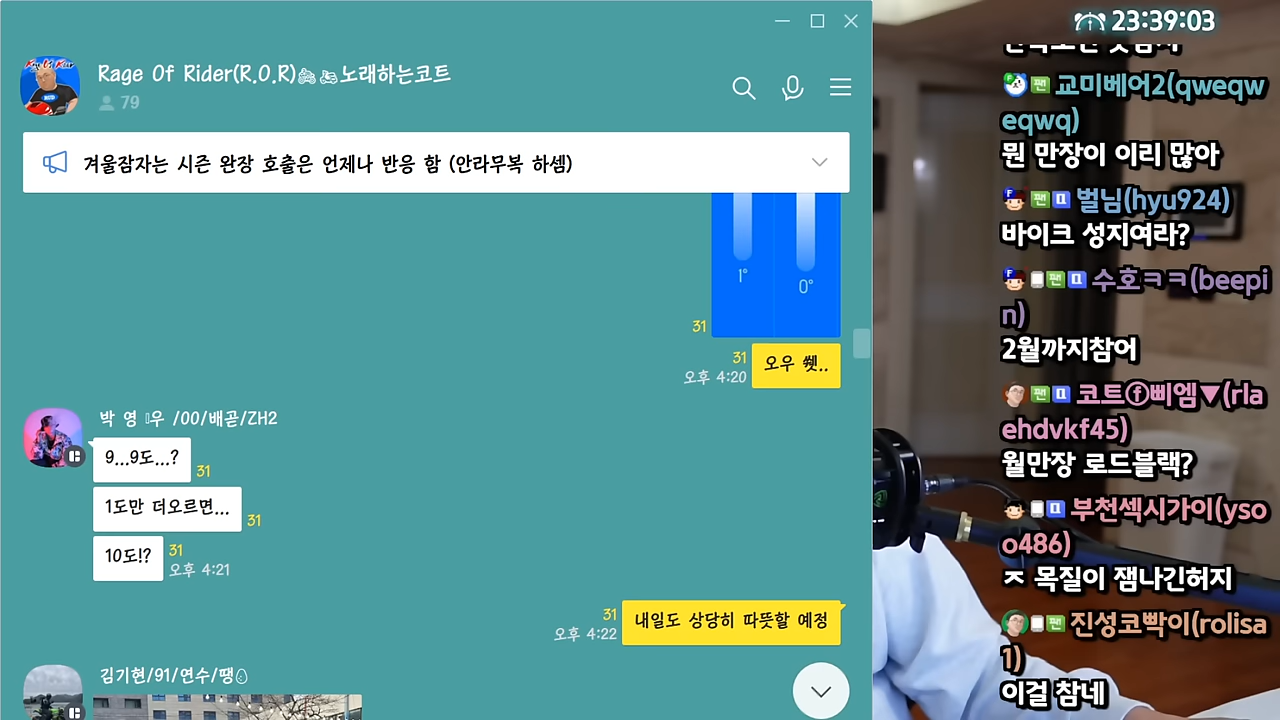 Rage Of Rider(R.O.R)🏍🛵노래하는코트
79
겨울잠자는 시즌 완장 호출은 언제나 반응 함 (안라무복 하셈)
1°
0°
31
31
오후 4:20
오우 쒯..
박 영 우 /00/배곧/ZH2
9...9도...?
31
1도만 더오르면...
31
10도!?
31
오후 4:21
31
오후 4:22
내일도 상당히 따뜻할 예정
김기현/91/연수/땡
23:39:03
교미베어2(qweqw
eqwq)
뭔 만장이 이리 많아
벌님(hyu924)
바이크 성지여라?
수호ㅋㅋ(beepi
n)
2월까지참어
코트ⓕ삐엠▼(rla
ehdvkf45)
월만장 로드블랙?
부천섹시가이(yso
o486)
ㅈ 목질이 잼나긴허지
진성코빡이(rolisa
1)
이걸 참네